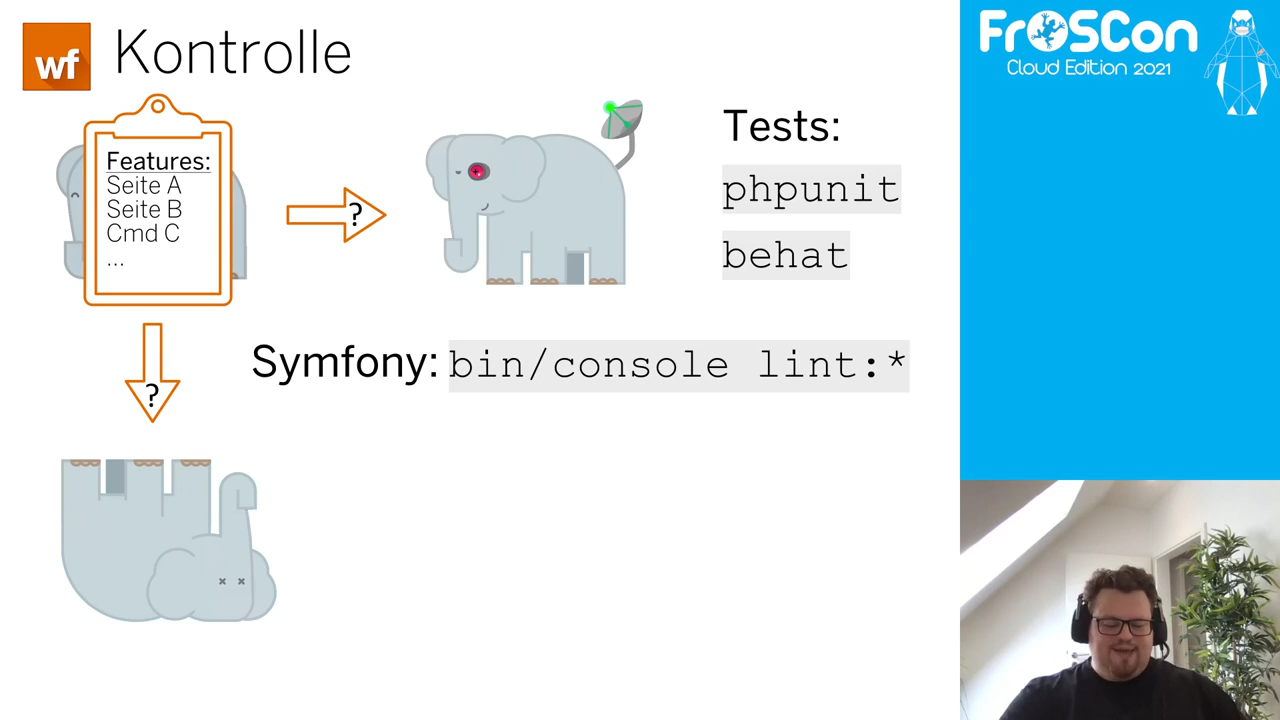 wf
Kontrolle
Features:
Seite A
Seite B
Cmd C
...
?
Tests:
phpunit
behat
?
Symfony: bin/console lint:*
FrOSCon
Cloud Edition 2021